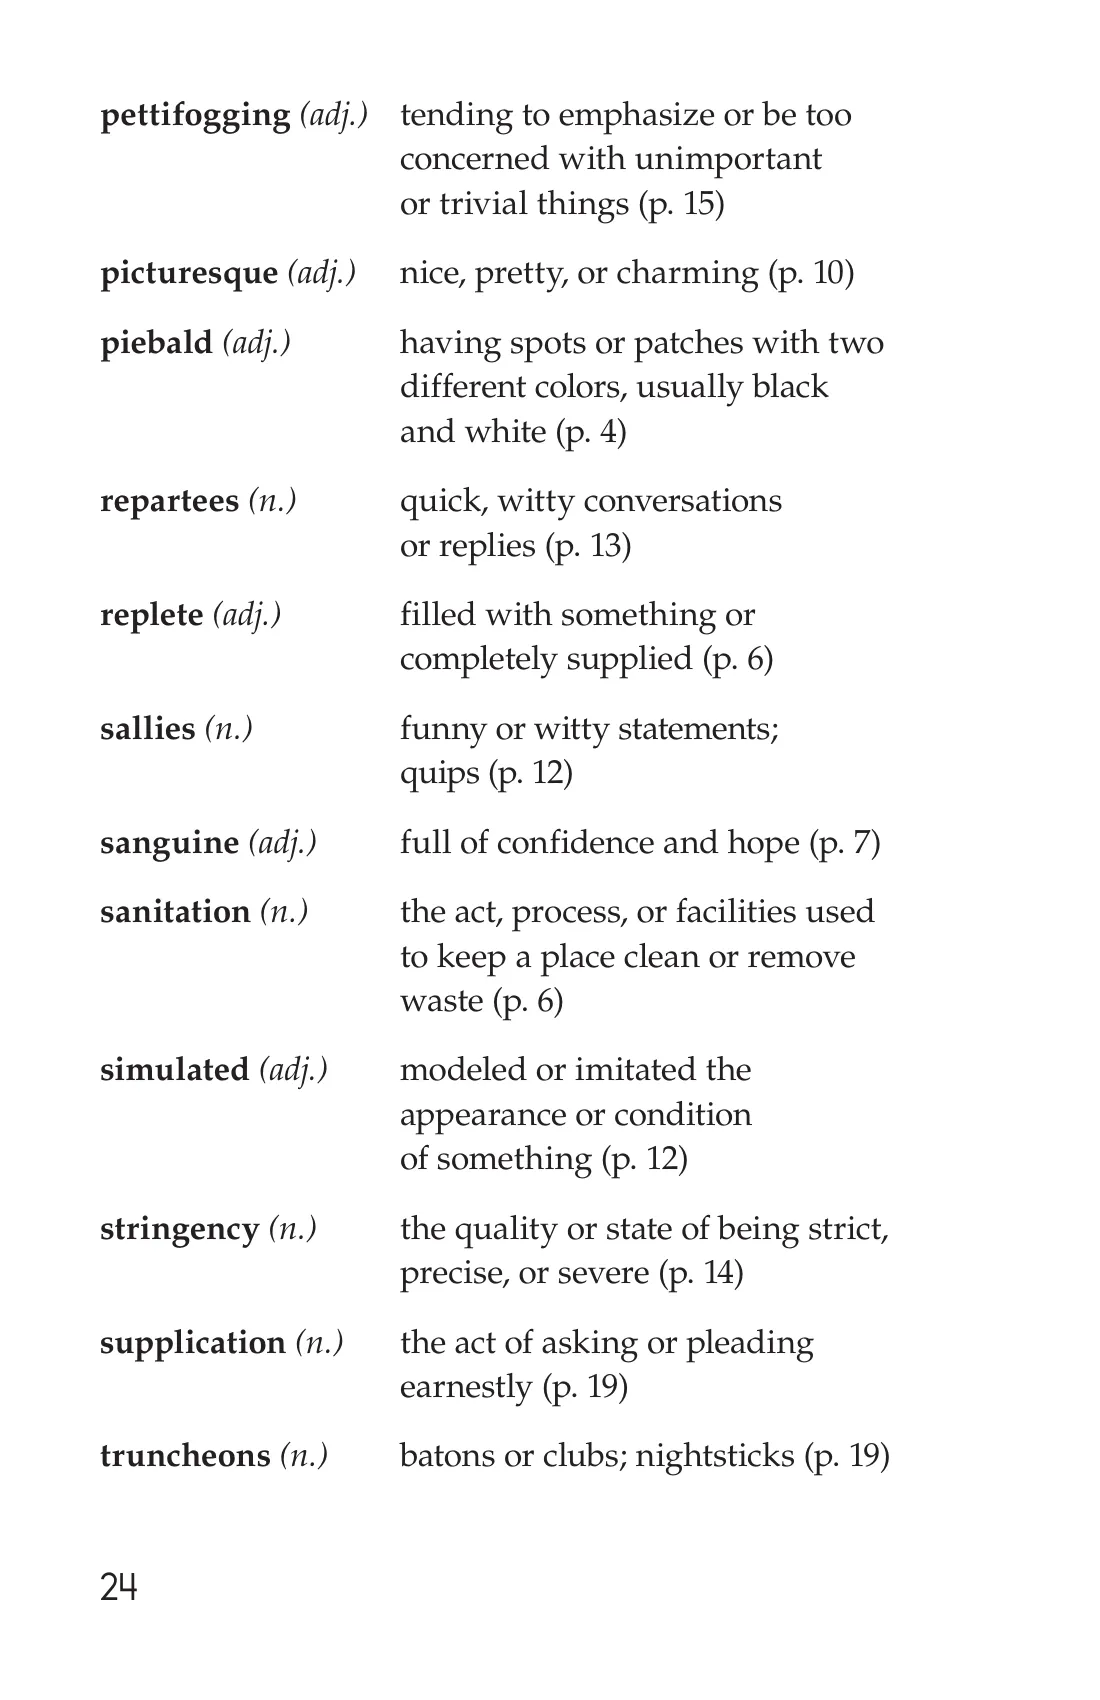 pettifogging (adj.) tending to emphasize or be too
concerned with unimportant
or trivial things (p. 15)
picturesque (adj.) nice, pretty, or charming (p. 10)
piebald (adj.) having spots or patches with two
different colors, usually black
and white (p. 4)
repartees (n.) quick, witty conversations
or replies (p. 13)
replete (adj.) filled with something or
completely supplied (p. 6)
sallies (n.) funny or witty statements;
quips (p. 12)
sanguine (adj.) full of confidence and hope (p. 7)
sanitation (n.) the act, process, or facilities used
to keep a place clean or remove
waste (p. 6)
simulated (adj.) modeled or imitated the
appearance or condition
of something (p. 12)
stringency (n.) the quality or state of being strict,
precise, or severe (p. 14)
supplication (n.) the act of asking or pleading
earnestly (p. 19)
truncheons (n.) batons or clubs; nightsticks (p. 19)
24